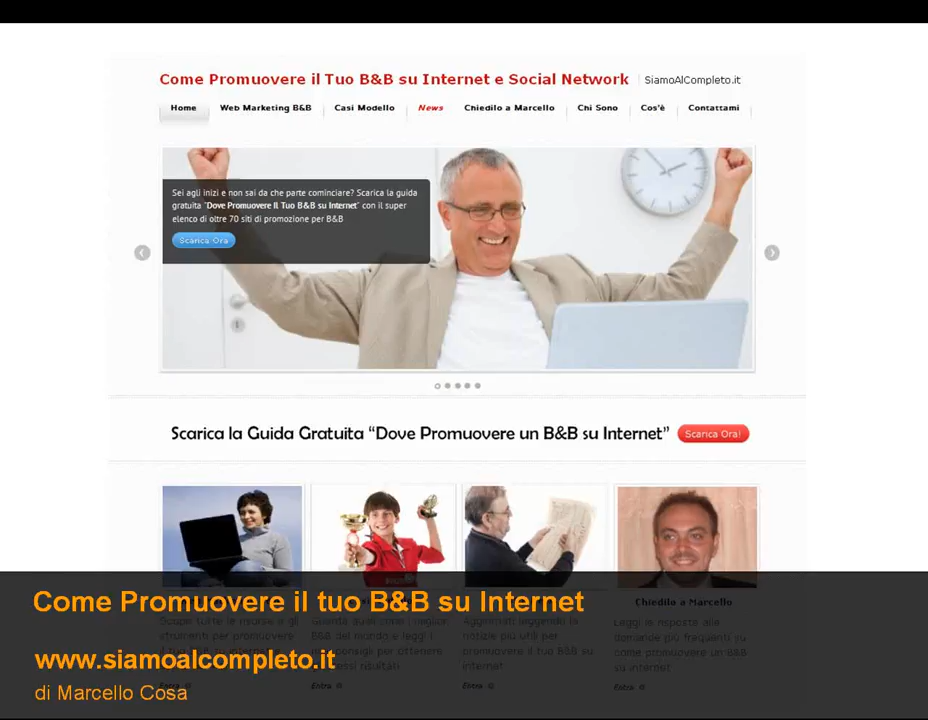 Come Promuovere il Tuo B&B su Internet e Social Network
SiamoAlCompleto.it
Home
Web Marketing B&B
Casi Modello
News
Chiedilo a Marcello
Chi Sono
Cos'è
Contattami
Sei agli inizi e non sai da che parte cominciare? Scarica la guida
gratuita "Dove Promuovere Il Tuo B&B su Internet" con il super
elenco di oltre 70 siti di promozione per B&B
Scarica Ora
Scarica la Guida Gratuita “Dove Promuovere un B&B su Internet”
Scarica Ora!
Chiedilo a Marcello
Leggi le risposte alle
domande più frequenti su
come promuovere un B&B
su internet
Entra
Come Promuovere il tuo B&B su Internet
www.siamoalcompleto.it
di Marcello Cosa